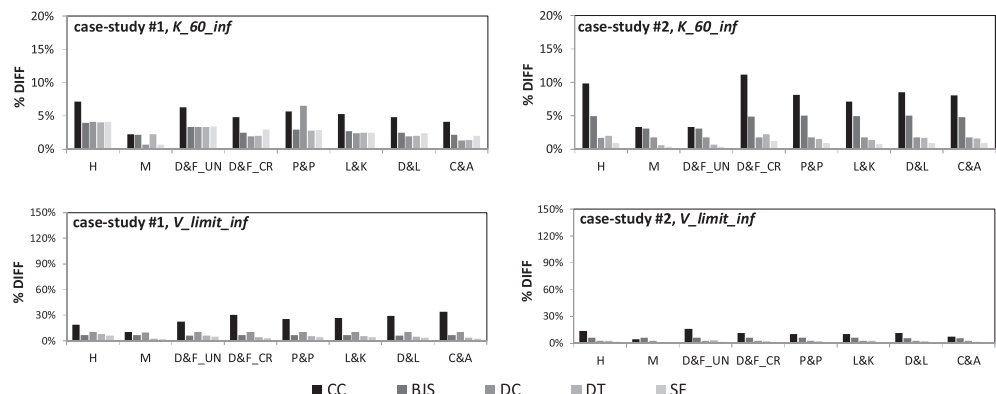 case-study #1, K_60_inf
% DIFF
20%
15%
10%
5%
0%
H M D&F_UN D&F_CR P&P L&K D&L C&A
case-study #2, K_60_inf
% DIFF
20%
15%
10%
5%
0%
H M D&F_UN D&F_CR P&P L&K D&L C&A
case-study #1, V_limit_inf
% DIFF
150%
120%
90%
60%
30%
0%
H M D&F_UN D&F_CR P&P L&K D&L C&A
case-study #2, V_limit_inf
% DIFF
150%
120%
90%
60%
30%
0%
H M D&F_UN D&F_CR P&P L&K D&L C&A
CC BJS DC DT SF